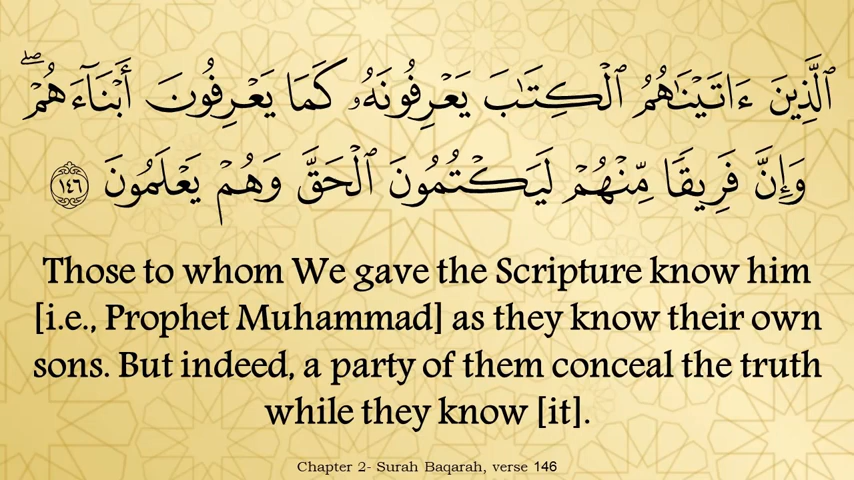 ٱلَّذِينَ ءَاتَيْنَٰهُمُ ٱلْكِتَٰبَ يَعْرِفُونَهُۥ كَمَا يَعْرِفُونَ أَبْنَآءَهُمْ ۖ
وَإِنَّ فَرِيقًا مِّنْهُمْ لَيَكْتُمُونَ ٱلْحَقَّ وَهُمْ يَعْلَمُونَ ١٤٦
Those to whom We gave the Scripture know him
[i.e., Prophet Muhammad] as they know their own
sons. But indeed, a party of them conceal the truth
while they know [it].
Chapter 2- Surah Baqarah, verse 146